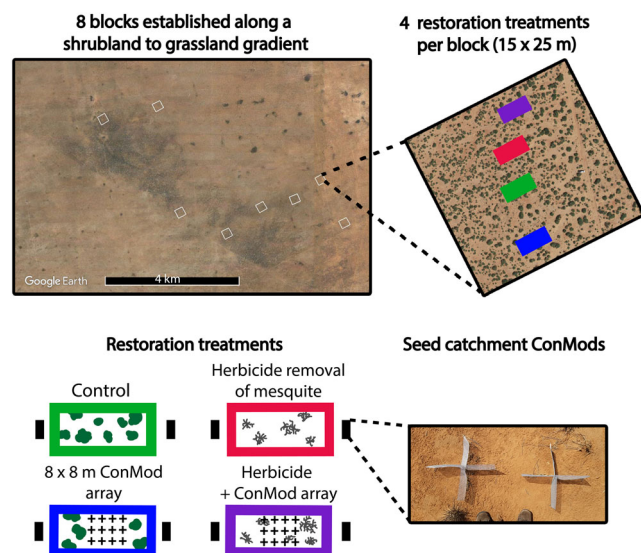 8 blocks established along a
shrubland to grassland gradient
4 restoration treatments
per block (15 x 25 m)
Google Earth
4 km
Restoration treatments
Seed catchment ConMods
Control
Herbicide removal
of mesquite
8 x 8 m ConMod
array
Herbicide
+ ConMod array